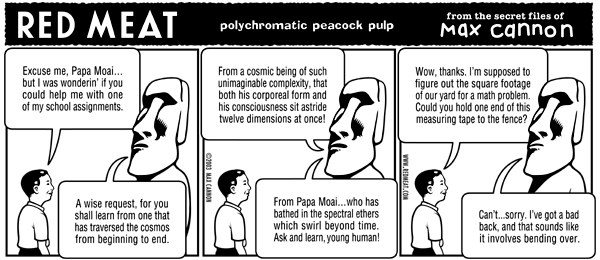 RED MEAT
polychromatic peacock pulp
from the secret files of
Max cannon
Excuse me, Papa Moai...
but I was wonderin' if you
could help me with one
of my school assignments.
A wise request, for you
shall learn from one that
has traversed the cosmos
from beginning to end.
From a cosmic being of such
unimaginable complexity, that
both his corporeal form and
his consciousness sit astride
twelve dimensions at once!
©2003 MAX CANNON
From Papa Moai...who has
bathed in the spectral ethers
which swirl beyond time.
Ask and learn, young human!
Wow, thanks. I'm supposed to
figure out the square footage
of our yard for a math problem.
Could you hold one end of this
measuring tape to the fence?
WWW.REDMEAT.COM
Can't...sorry. I've got a bad
back, and that sounds like
it involves bending over.